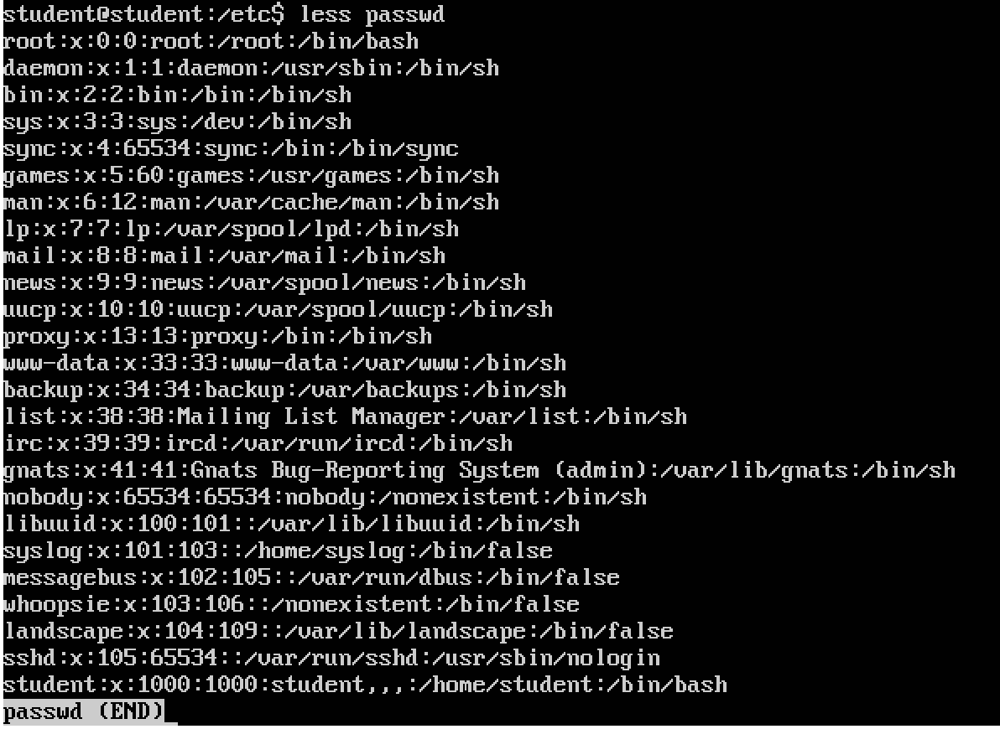 student@student:/etc$ less passwd
root:x:0:0:root:/root:/bin/bash
daemon:x:1:1:daemon:/usr/sbin:/bin/sh
bin:x:2:2:bin:/bin:/bin/sh
sys:x:3:3:sys:/dev:/bin/sh
sync:x:4:65534:sync:/bin:/bin/sync
games:x:5:60:games:/usr/games:/bin/sh
man:x:6:12:man:/var/cache/man:/bin/sh
lp:x:7:7:lp:/var/spool/lpd:/bin/sh
mail:x:8:8:mail:/var/mail:/bin/sh
news:x:9:9:news:/var/spool/news:/bin/sh
uucp:x:10:10:uucp:/var/spool/uucp:/bin/sh
proxy:x:13:13:proxy:/bin:/bin/sh
www-data:x:33:33:www-data:/var/www:/bin/sh
backup:x:34:34:backup:/var/backups:/bin/sh
list:x:38:38:Mailing List Manager:/var/list:/bin/sh
irc:x:39:39:ircd:/var/run/ircd:/bin/sh
gnats:x:41:41:Gnats Bug-Reporting System (admin):/var/lib/gnats:/bin/sh
nobody:x:65534:65534:nobody:/nonexistent:/bin/sh
libuuid:x:100:101::/var/lib/libuuid:/bin/sh
syslog:x:101:103::/home/syslog:/bin/false
messagebus:x:102:105::/var/run/dbus:/bin/false
whoopsie:x:103:106::/nonexistent:/bin/false
landscape:x:104:109::/var/lib/landscape:/bin/false
sshd:x:105:65534::/var/run/sshd:/usr/sbin/nologin
student:x:1000:1000:student,,,:/home/student:/bin/bash
passwd (END)